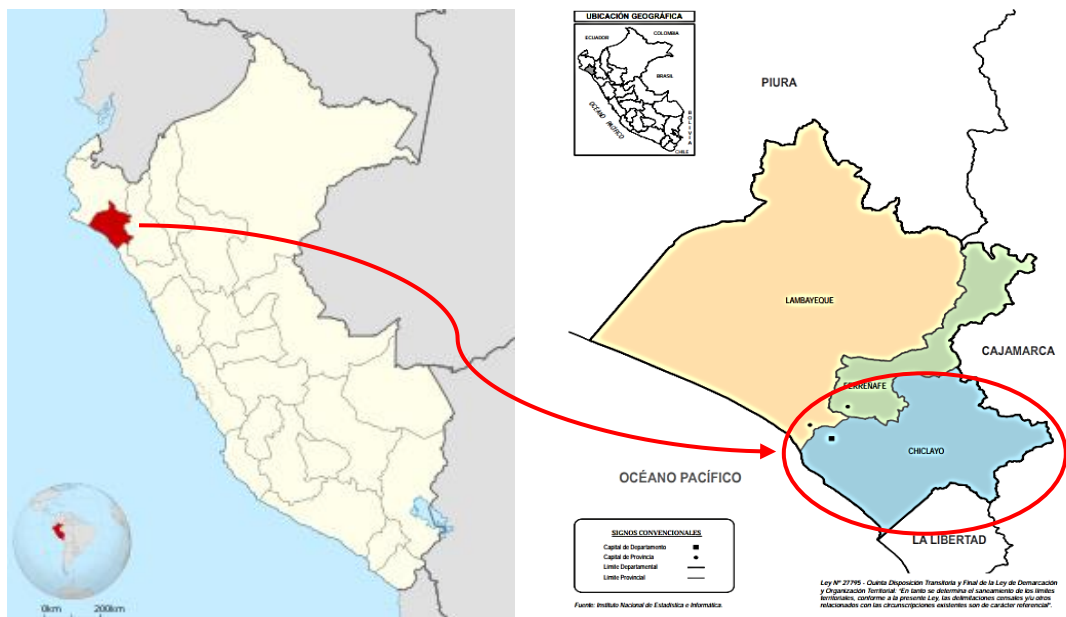 0km 200km
UBICACIÓN GEOGRÁFICA
ECUADOR
COLOMBIA
BRASIL
BOLIVIA
OCÉANO PACÍFICO
CHILE
PIURA
LAMBAYEQUE
CAJAMARCA
FERREÑAFE
CHICLAYO
OCÉANO PACÍFICO
LA LIBERTAD
SIGNOS CONVENCIONALES
Capital de Departamento
Capital de Provincia
Límite Departamental
Límite Provincial
Fuente: Instituto Nacional de Estadística e Informática.
Ley Nº 27795 - Quinta Disposición Transitoria y Final de la Ley de Demarcación
y Organización Territorial: "En tanto se determina el saneamiento de los límites
territoriales, conforme a la presente Ley, las delimitaciones censales y/u otros
relacionados con las circunscripciones existentes son de carácter referencial".